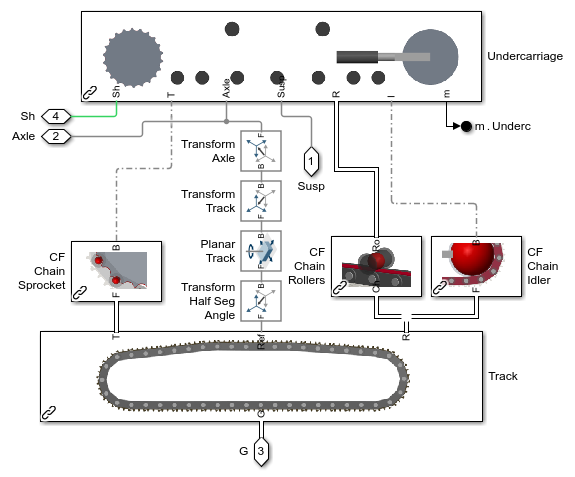 Undercarriage
Sh
T
Axle
Susp
R
I
m
Sh 4
Axle 2
m.Underc
1
Susp
Transform
Axle
F
B
Transform
Track
B
F
Planar
Track
B
F
Transform
Half Seg
Angle
B
F
CF
Chain
Sprocket
B
F
CF
Chain
Rollers
Ro
Ch
CF
Chain
Idler
B
F
T
Ref
R
Track
G
G 3